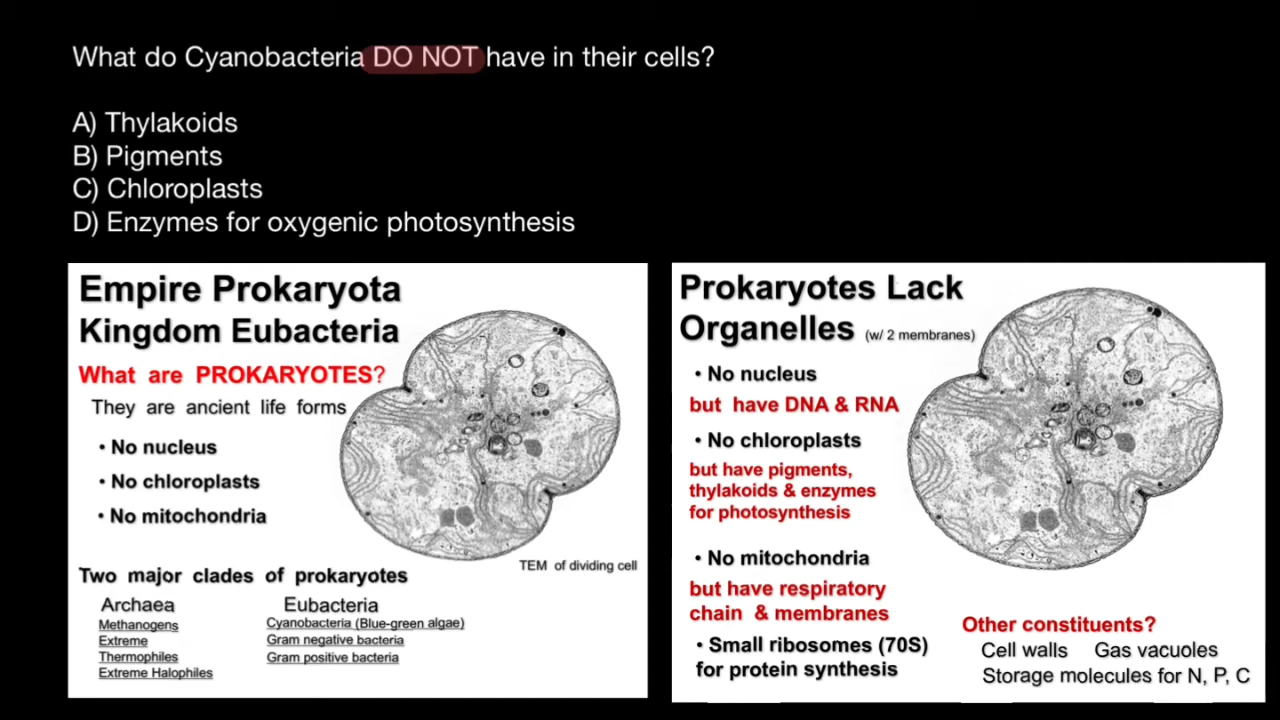 What do Cyanobacteria DO NOT have in their cells?
A) Thylakoids
B) Pigments
C) Chloroplasts
D) Enzymes for oxygenic photosynthesis
Empire Prokaryota
Kingdom Eubacteria
What are PROKARYOTES?
They are ancient life forms
• No nucleus
• No chloroplasts
• No mitochondria
TEM of dividing cell
Two major clades of prokaryotes
Archaea
Methanogens
Extreme
Thermophiles
Extreme Halophiles
Eubacteria
Cyanobacteria (Blue-green algae)
Gram negative bacteria
Gram positive bacteria
Prokaryotes Lack
Organelles (w/ 2 membranes)
• No nucleus
but have DNA & RNA
• No chloroplasts
but have pigments,
thylakoids & enzymes
for photosynthesis
• No mitochondria
but have respiratory
chain & membranes
• Small ribosomes (70S)
for protein synthesis
Other constituents?
Cell walls Gas vacuoles
Storage molecules for N, P, C